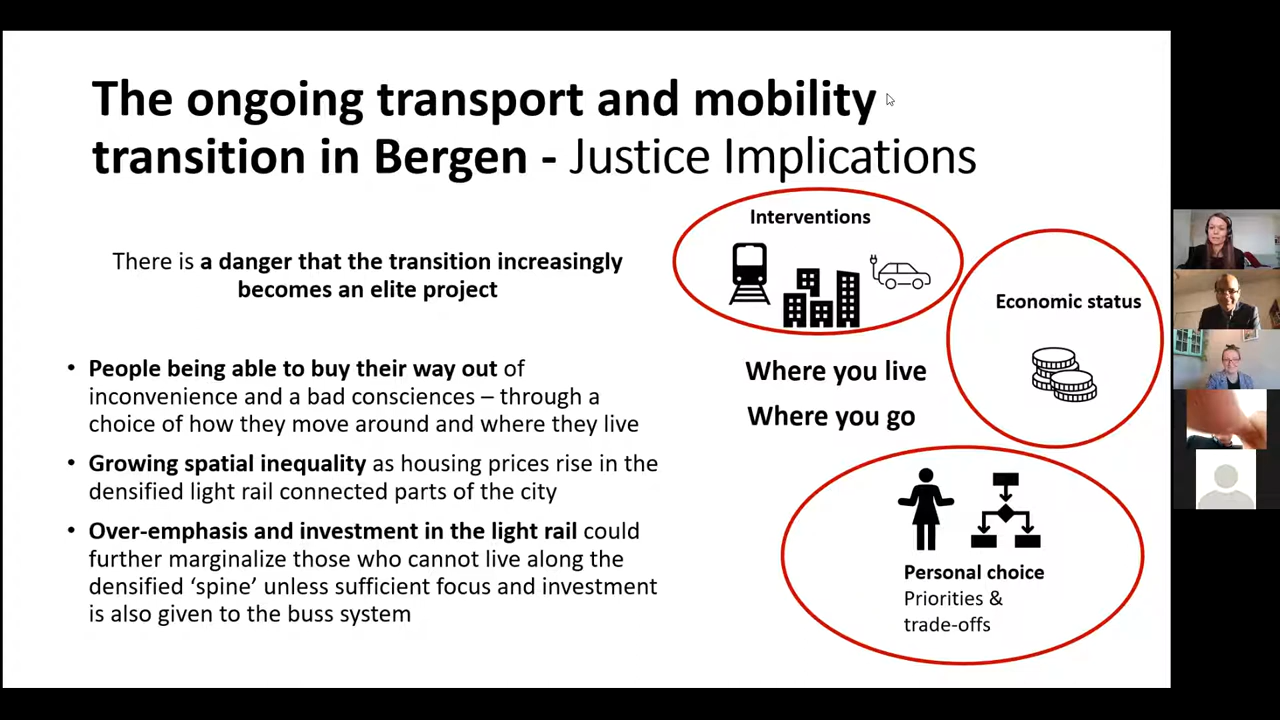 The ongoing transport and mobility
transition in Bergen - Justice Implications
There is a danger that the transition increasingly
becomes an elite project
• People being able to buy their way out of
inconvenience and a bad consciences – through a
choice of how they move around and where they live
• Growing spatial inequality as housing prices rise in the
densified light rail connected parts of the city
• Over-emphasis and investment in the light rail could
further marginalize those who cannot live along the
densified ‘spine’ unless sufficient focus and investment
is also given to the buss system
Interventions
Economic status
Where you live
Where you go
Personal choice
Priorities &
trade-offs